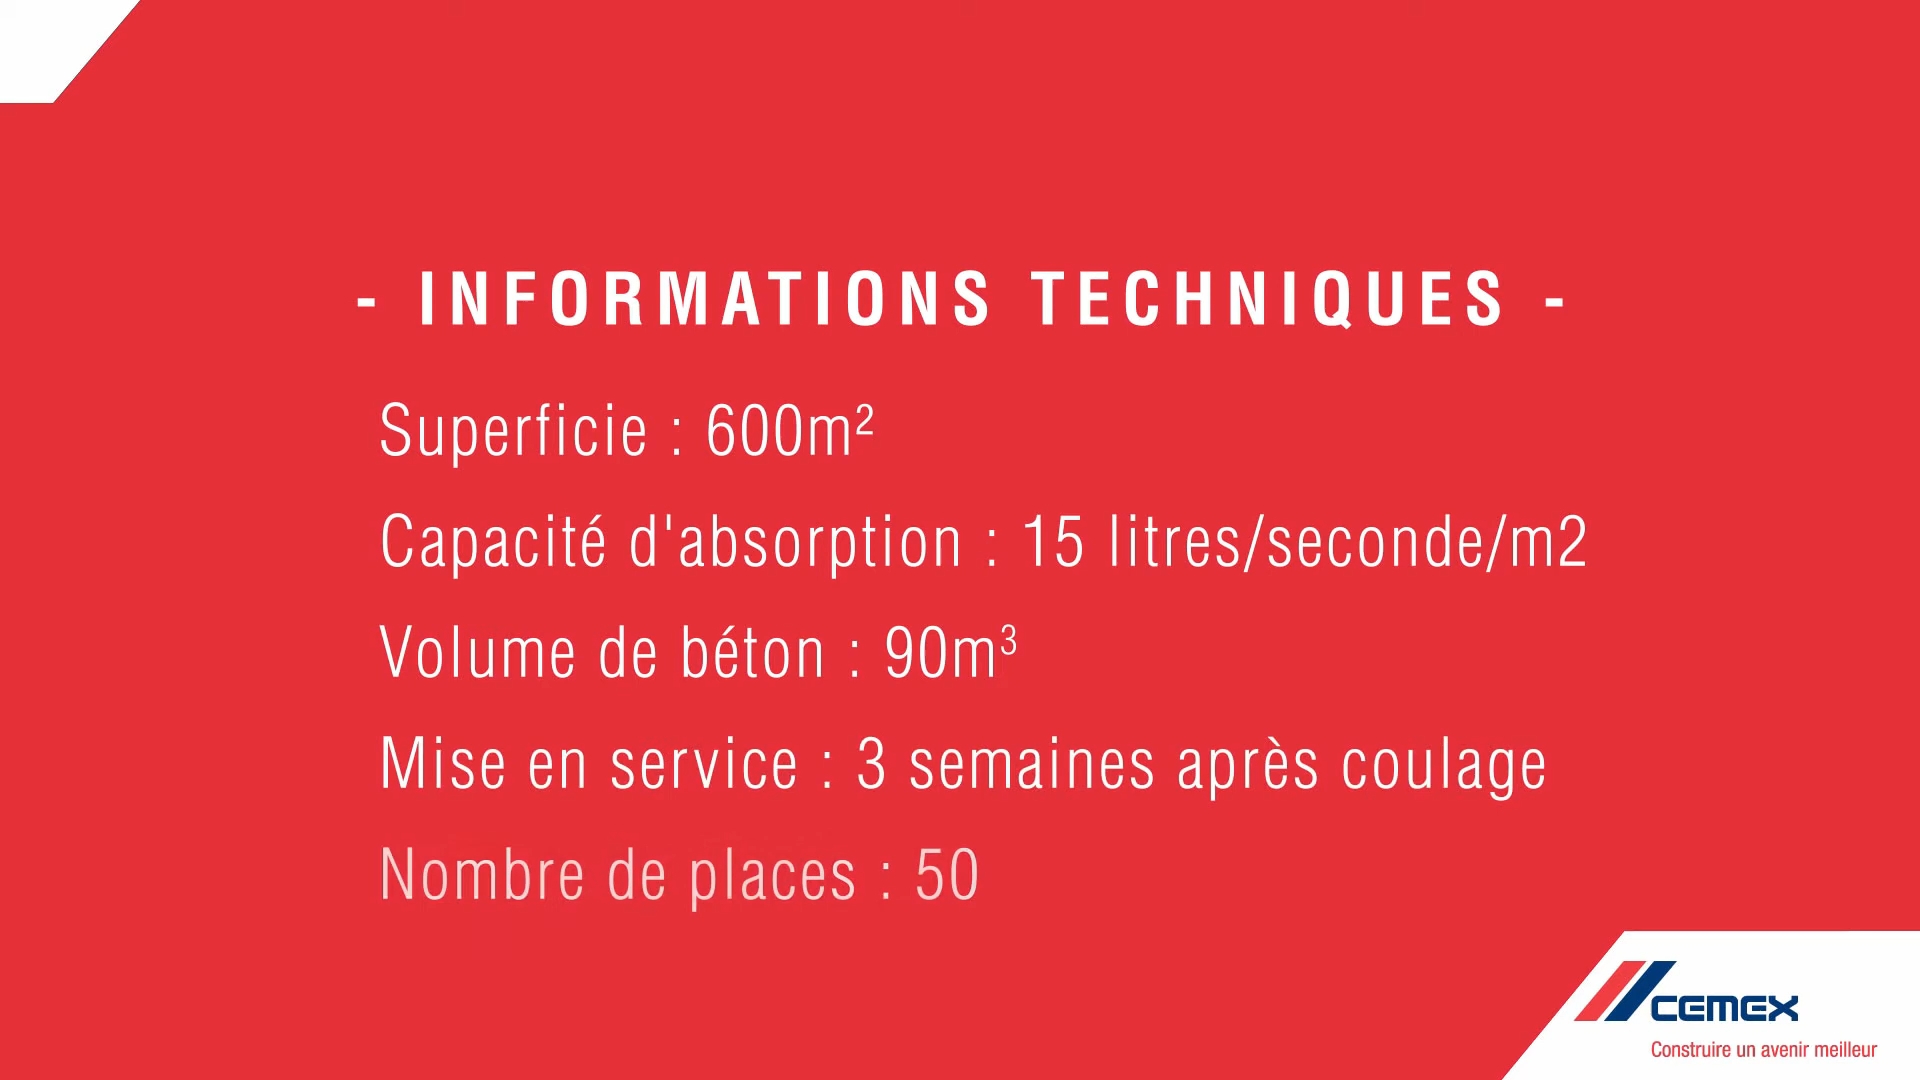 - INFORMATIONS TECHNIQUES -
Superficie : 600m²
Capacité d'absorption : 15 litres/seconde/m2
Volume de béton : 90m³
Mise en service : 3 semaines après coulage
Nombre de places : 50
CEMEX
Construire un avenir meilleur